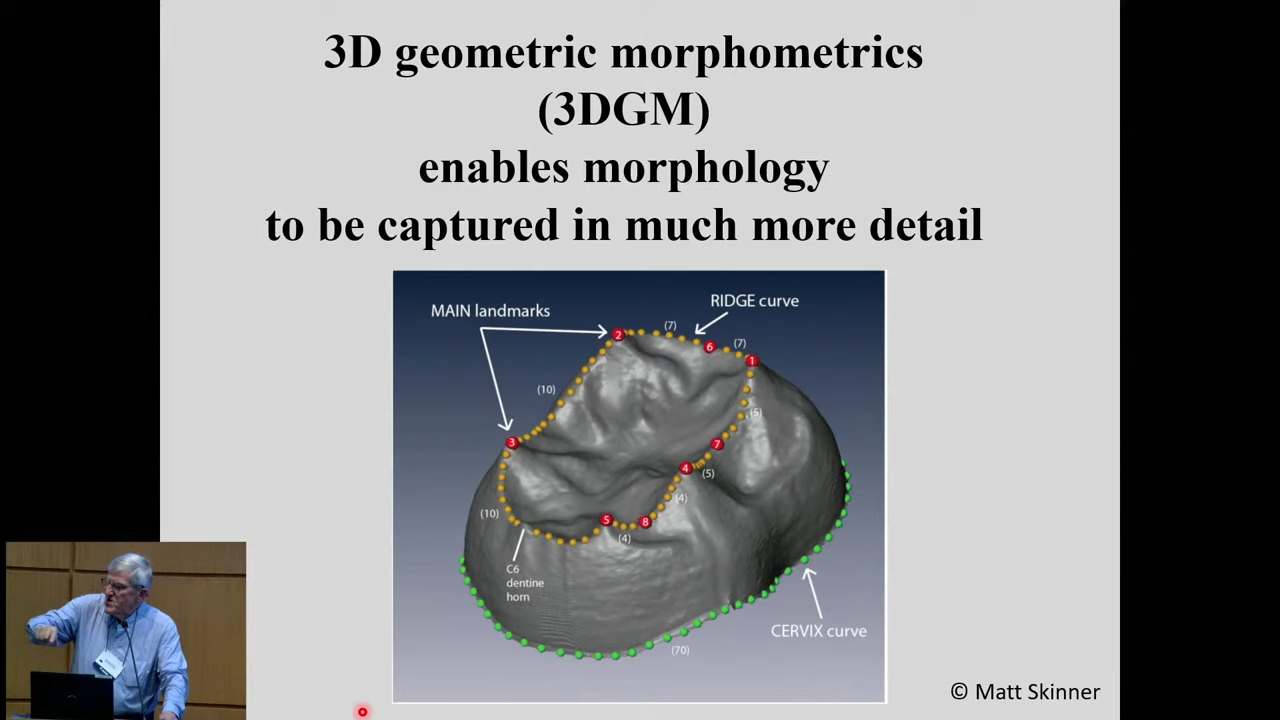 3D geometric morphometrics
(3DGM)
enables morphology
to be captured in much more detail
MAIN landmarks
RIDGE curve
(7)
2
6
(7)
1
(10)
(5)
3
7
4
(5)
(4)
(10)
5
8
(4)
C6
dentine
horn
CERVIX curve
(70)
© Matt Skinner